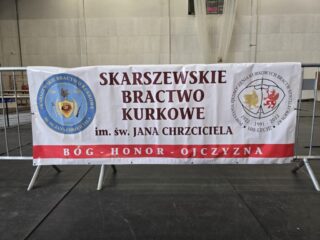 SKARSZEWSKIE
BRACTWO
KURKOWE
im. św. JANA CHRZCICIELA
BÓG - HONOR - OJCZYZNA